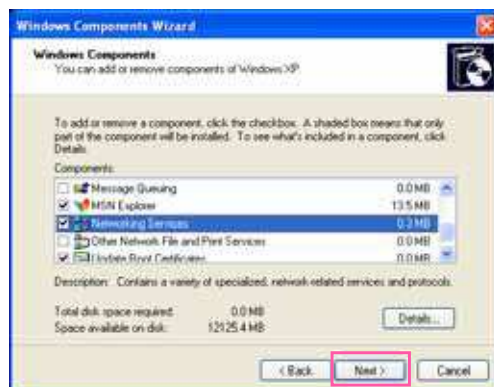 Windows Components Wizard
Windows Components
You can add or remove components of Windows XP.
To add or remove a component, click the checkbox. A shaded box means that only
part of the component will be installed. To see what's included in a component, click
Details.
Components:
Message Queuing 0.0 MB
MSN Explorer 13.5 MB
Networking Services 0.3 MB
Other Network File and Print Services 0.0 MB
Update Root Certificates 0.0 MB
Description: Contains a variety of specialized, network-related services and protocols.
Total disk space required: 0.0 MB
Space available on disk: 12125.4 MB
Details...
< Back Next > Cancel